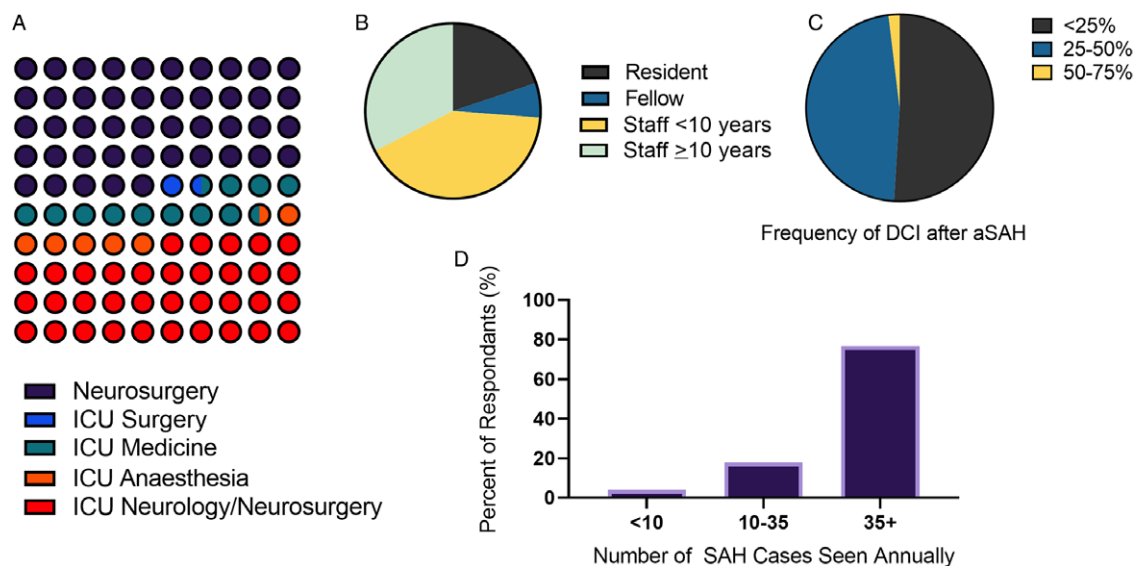 A
Neurosurgery
ICU Surgery
ICU Medicine
ICU Anaesthesia
ICU Neurology/Neurosurgery
B
Resident
Fellow
Staff <10 years
Staff ≥10 years
C
<25%
25-50%
50-75%
Frequency of DCI after aSAH
D
Percent of Respondants (%)
100
80
60
40
20
0
<10
10-35
35+
Number of SAH Cases Seen Annually